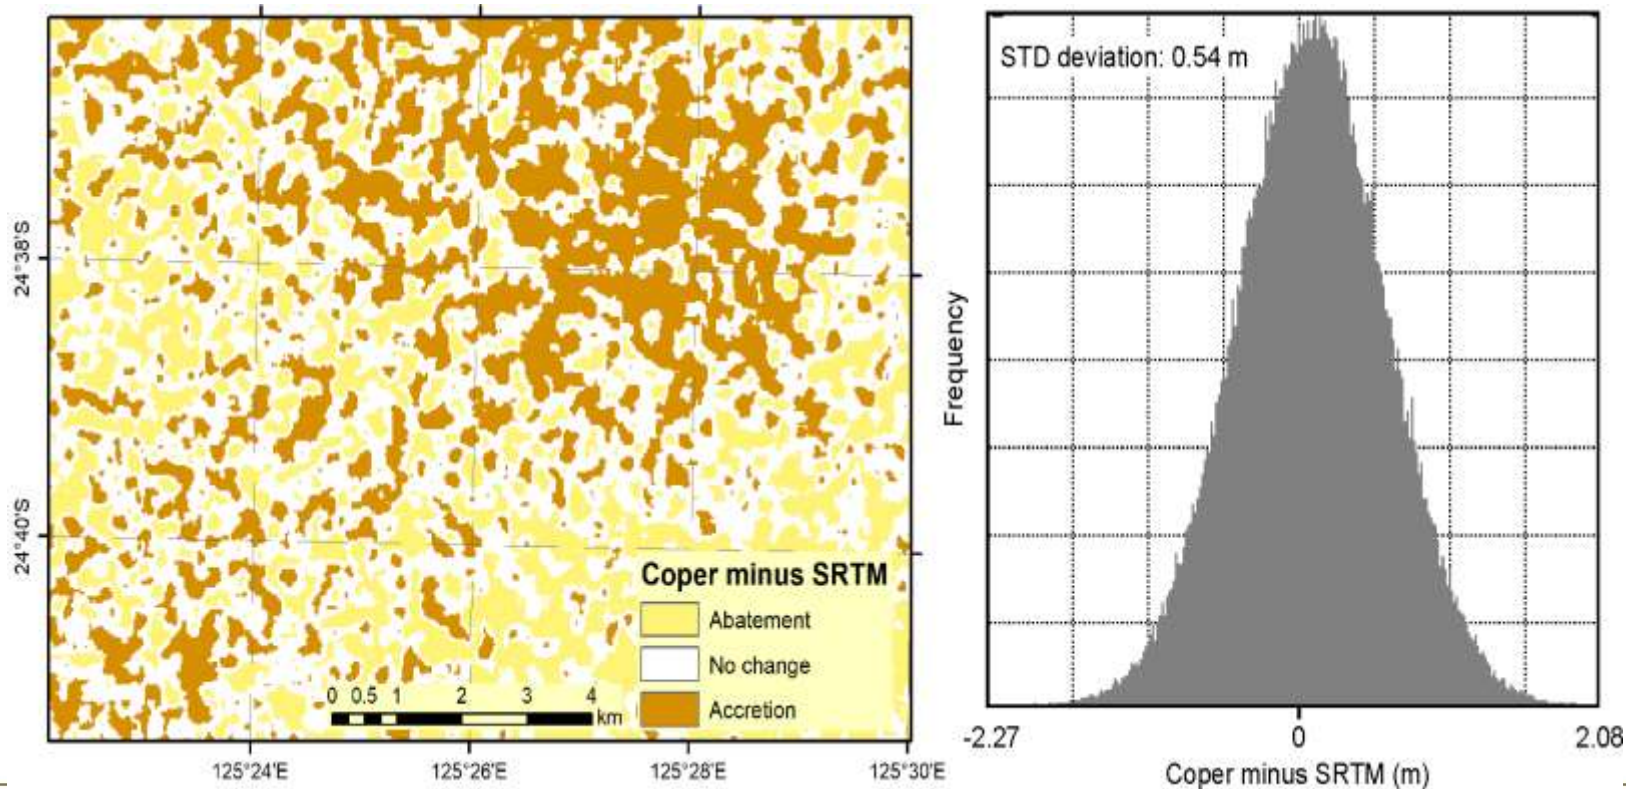 24°38'S
24°40'S
Coper minus SRTM
Abatement
No change
Accretion
0 0.5 1 2 3 4
km
125°24'E 125°26'E 125°28'E 125°30'E
STD deviation: 0.54 m
Frequency
-2.27 0 2.08
Coper minus SRTM (m)